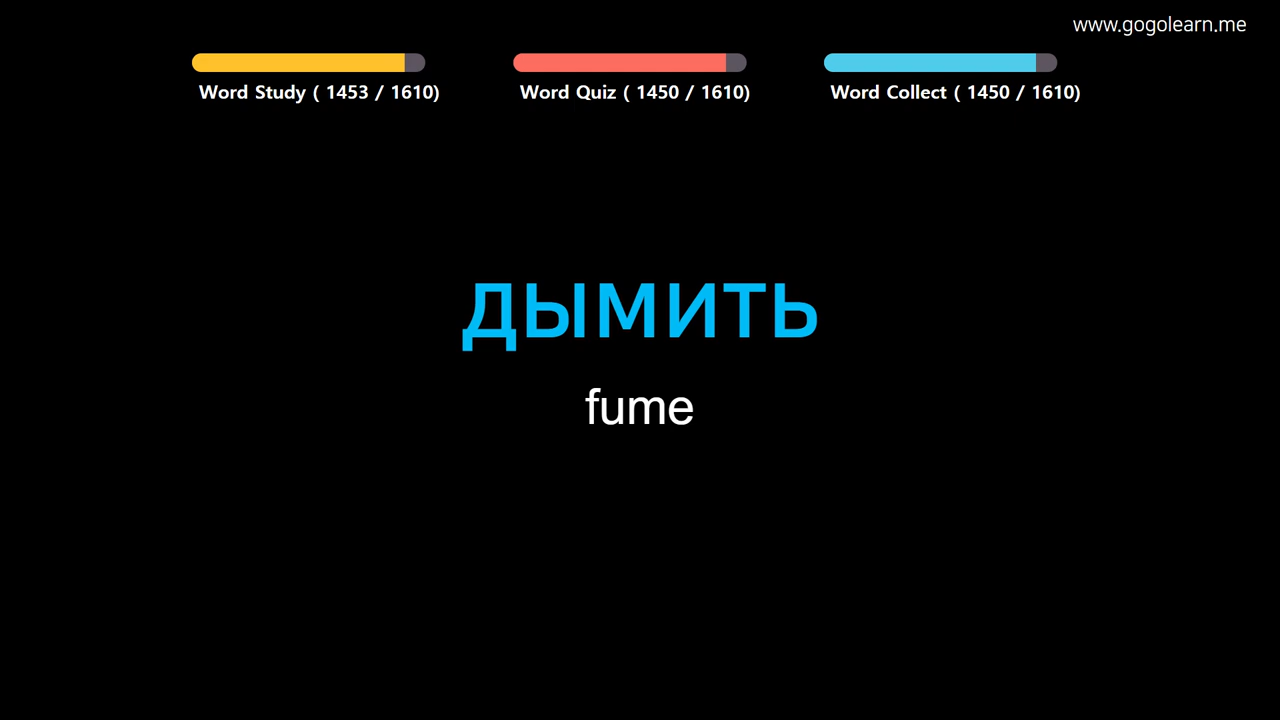 www.gogolearn.me
Word Study ( 1453 / 1610)
Word Quiz ( 1450 / 1610)
Word Collect ( 1450 / 1610)
дымить
fume